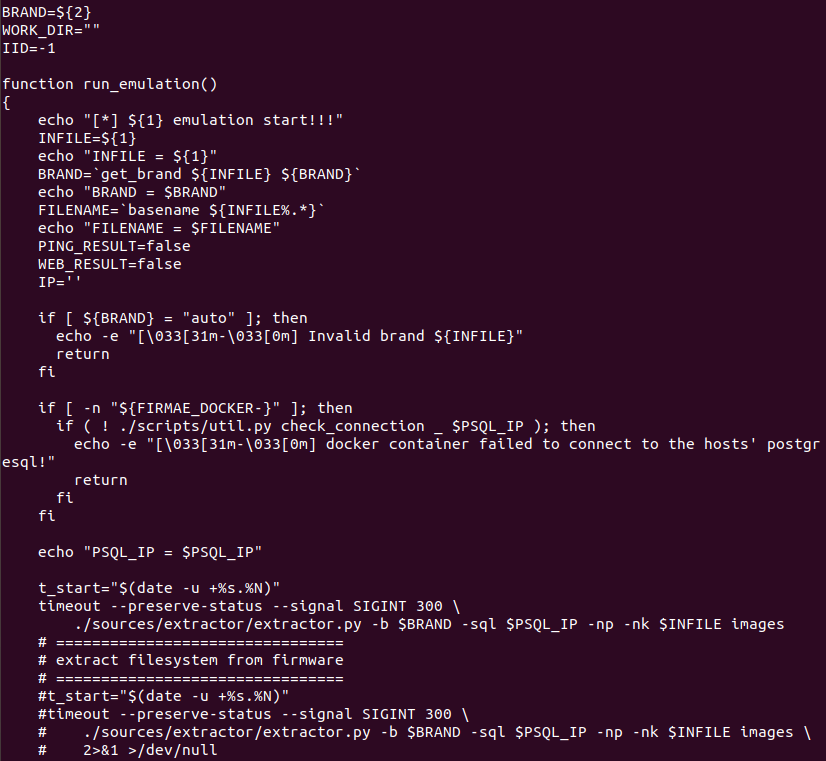 BRAND=${2}
WORK_DIR=""
IID=-1

function run_emulation()
{
    echo "[*] ${1} emulation start!!!"
    INFILE=${1}
    echo "INFILE = ${1}"
    BRAND=`get_brand ${INFILE} ${BRAND}`
    echo "BRAND = $BRAND"
    FILENAME=`basename ${INFILE%.*}`
    echo "FILENAME = $FILENAME"
    PING_RESULT=false
    WEB_RESULT=false
    IP=''

    if [ ${BRAND} = "auto" ]; then
      echo -e "[\033[31m-\033[0m] Invalid brand ${INFILE}"
      return
    fi

    if [ -n "${FIRMAE_DOCKER-}" ]; then
      if ( ! ./scripts/util.py check_connection _ $PSQL_IP ); then
        echo -e "[\033[31m-\033[0m] docker container failed to connect to the hosts' postgr
esql!"
        return
      fi
    fi

    echo "PSQL_IP = $PSQL_IP"

    t_start="$(date -u +%s.%N)"
    timeout --preserve-status --signal SIGINT 300 \
        ./sources/extractor/extractor.py -b $BRAND -sql $PSQL_IP -np -nk $INFILE images
    # ================================
    # extract filesystem from firmware
    # ================================
    #t_start="$(date -u +%s.%N)"
    #timeout --preserve-status --signal SIGINT 300 \
    #    ./sources/extractor/extractor.py -b $BRAND -sql $PSQL_IP -np -nk $INFILE images \
    #    2>&1 >/dev/null